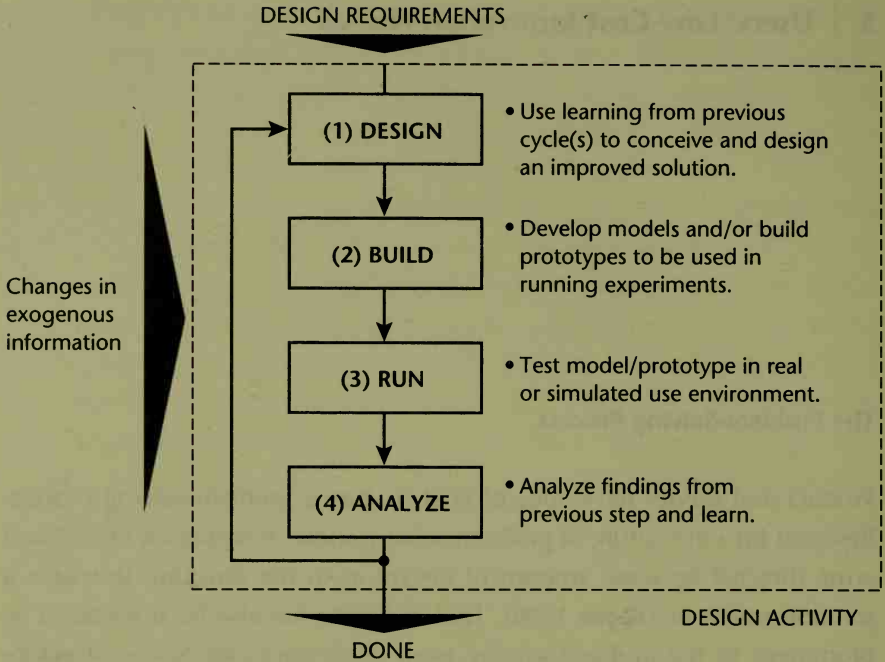 DESIGN REQUIREMENTS
(1) DESIGN
• Use learning from previous
cycle(s) to conceive and design
an improved solution.
(2) BUILD
• Develop models and/or build
prototypes to be used in
running experiments.
Changes in
exogenous
information
(3) RUN
• Test model/prototype in real
or simulated use environment.
(4) ANALYZE
• Analyze findings from
previous step and learn.
DESIGN ACTIVITY
DONE